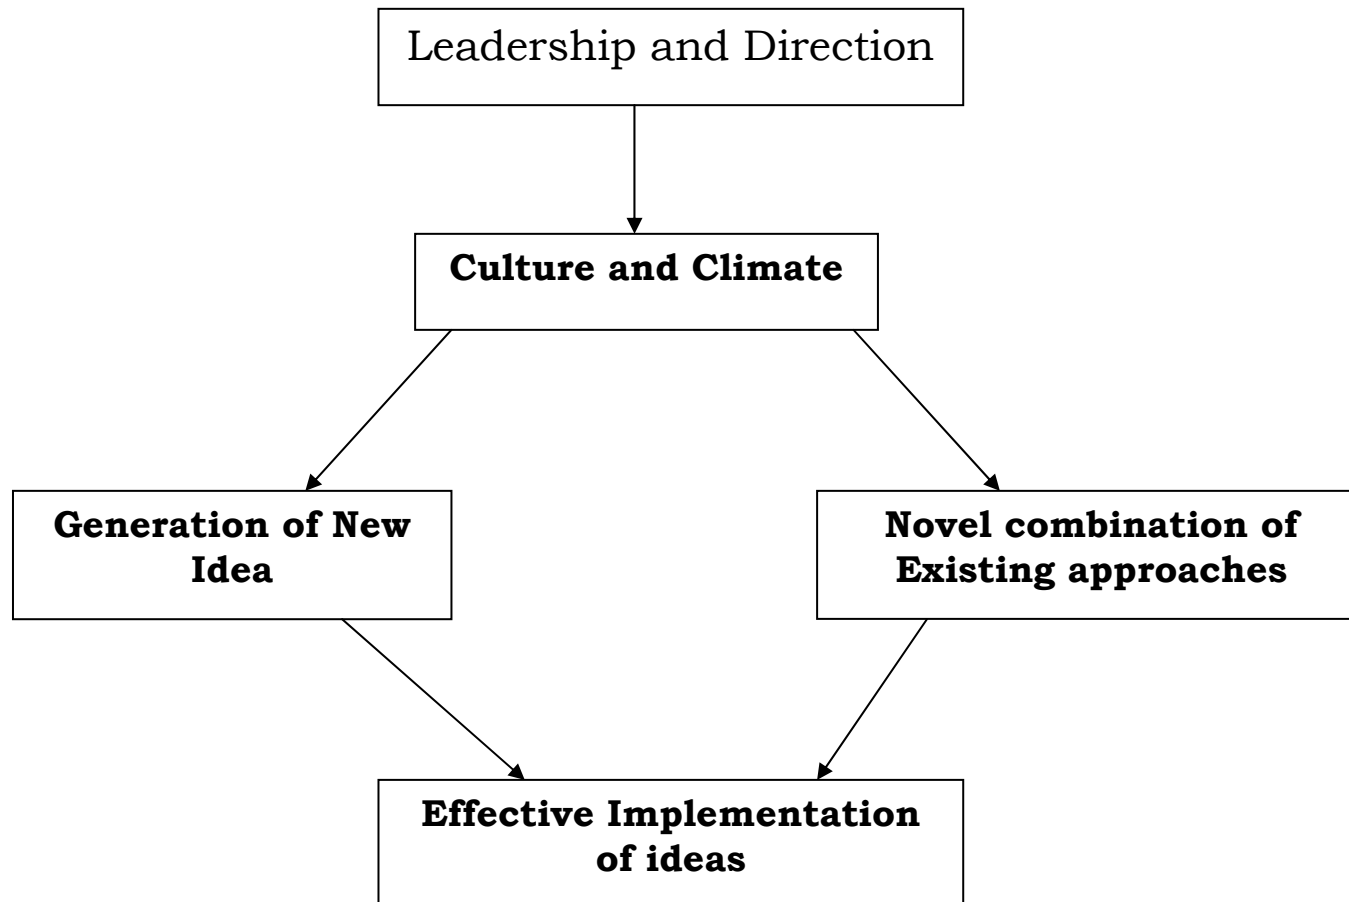 Leadership and Direction
Culture and Climate
Generation of New
Idea
Novel combination of
Existing approaches
Effective Implementation
of ideas